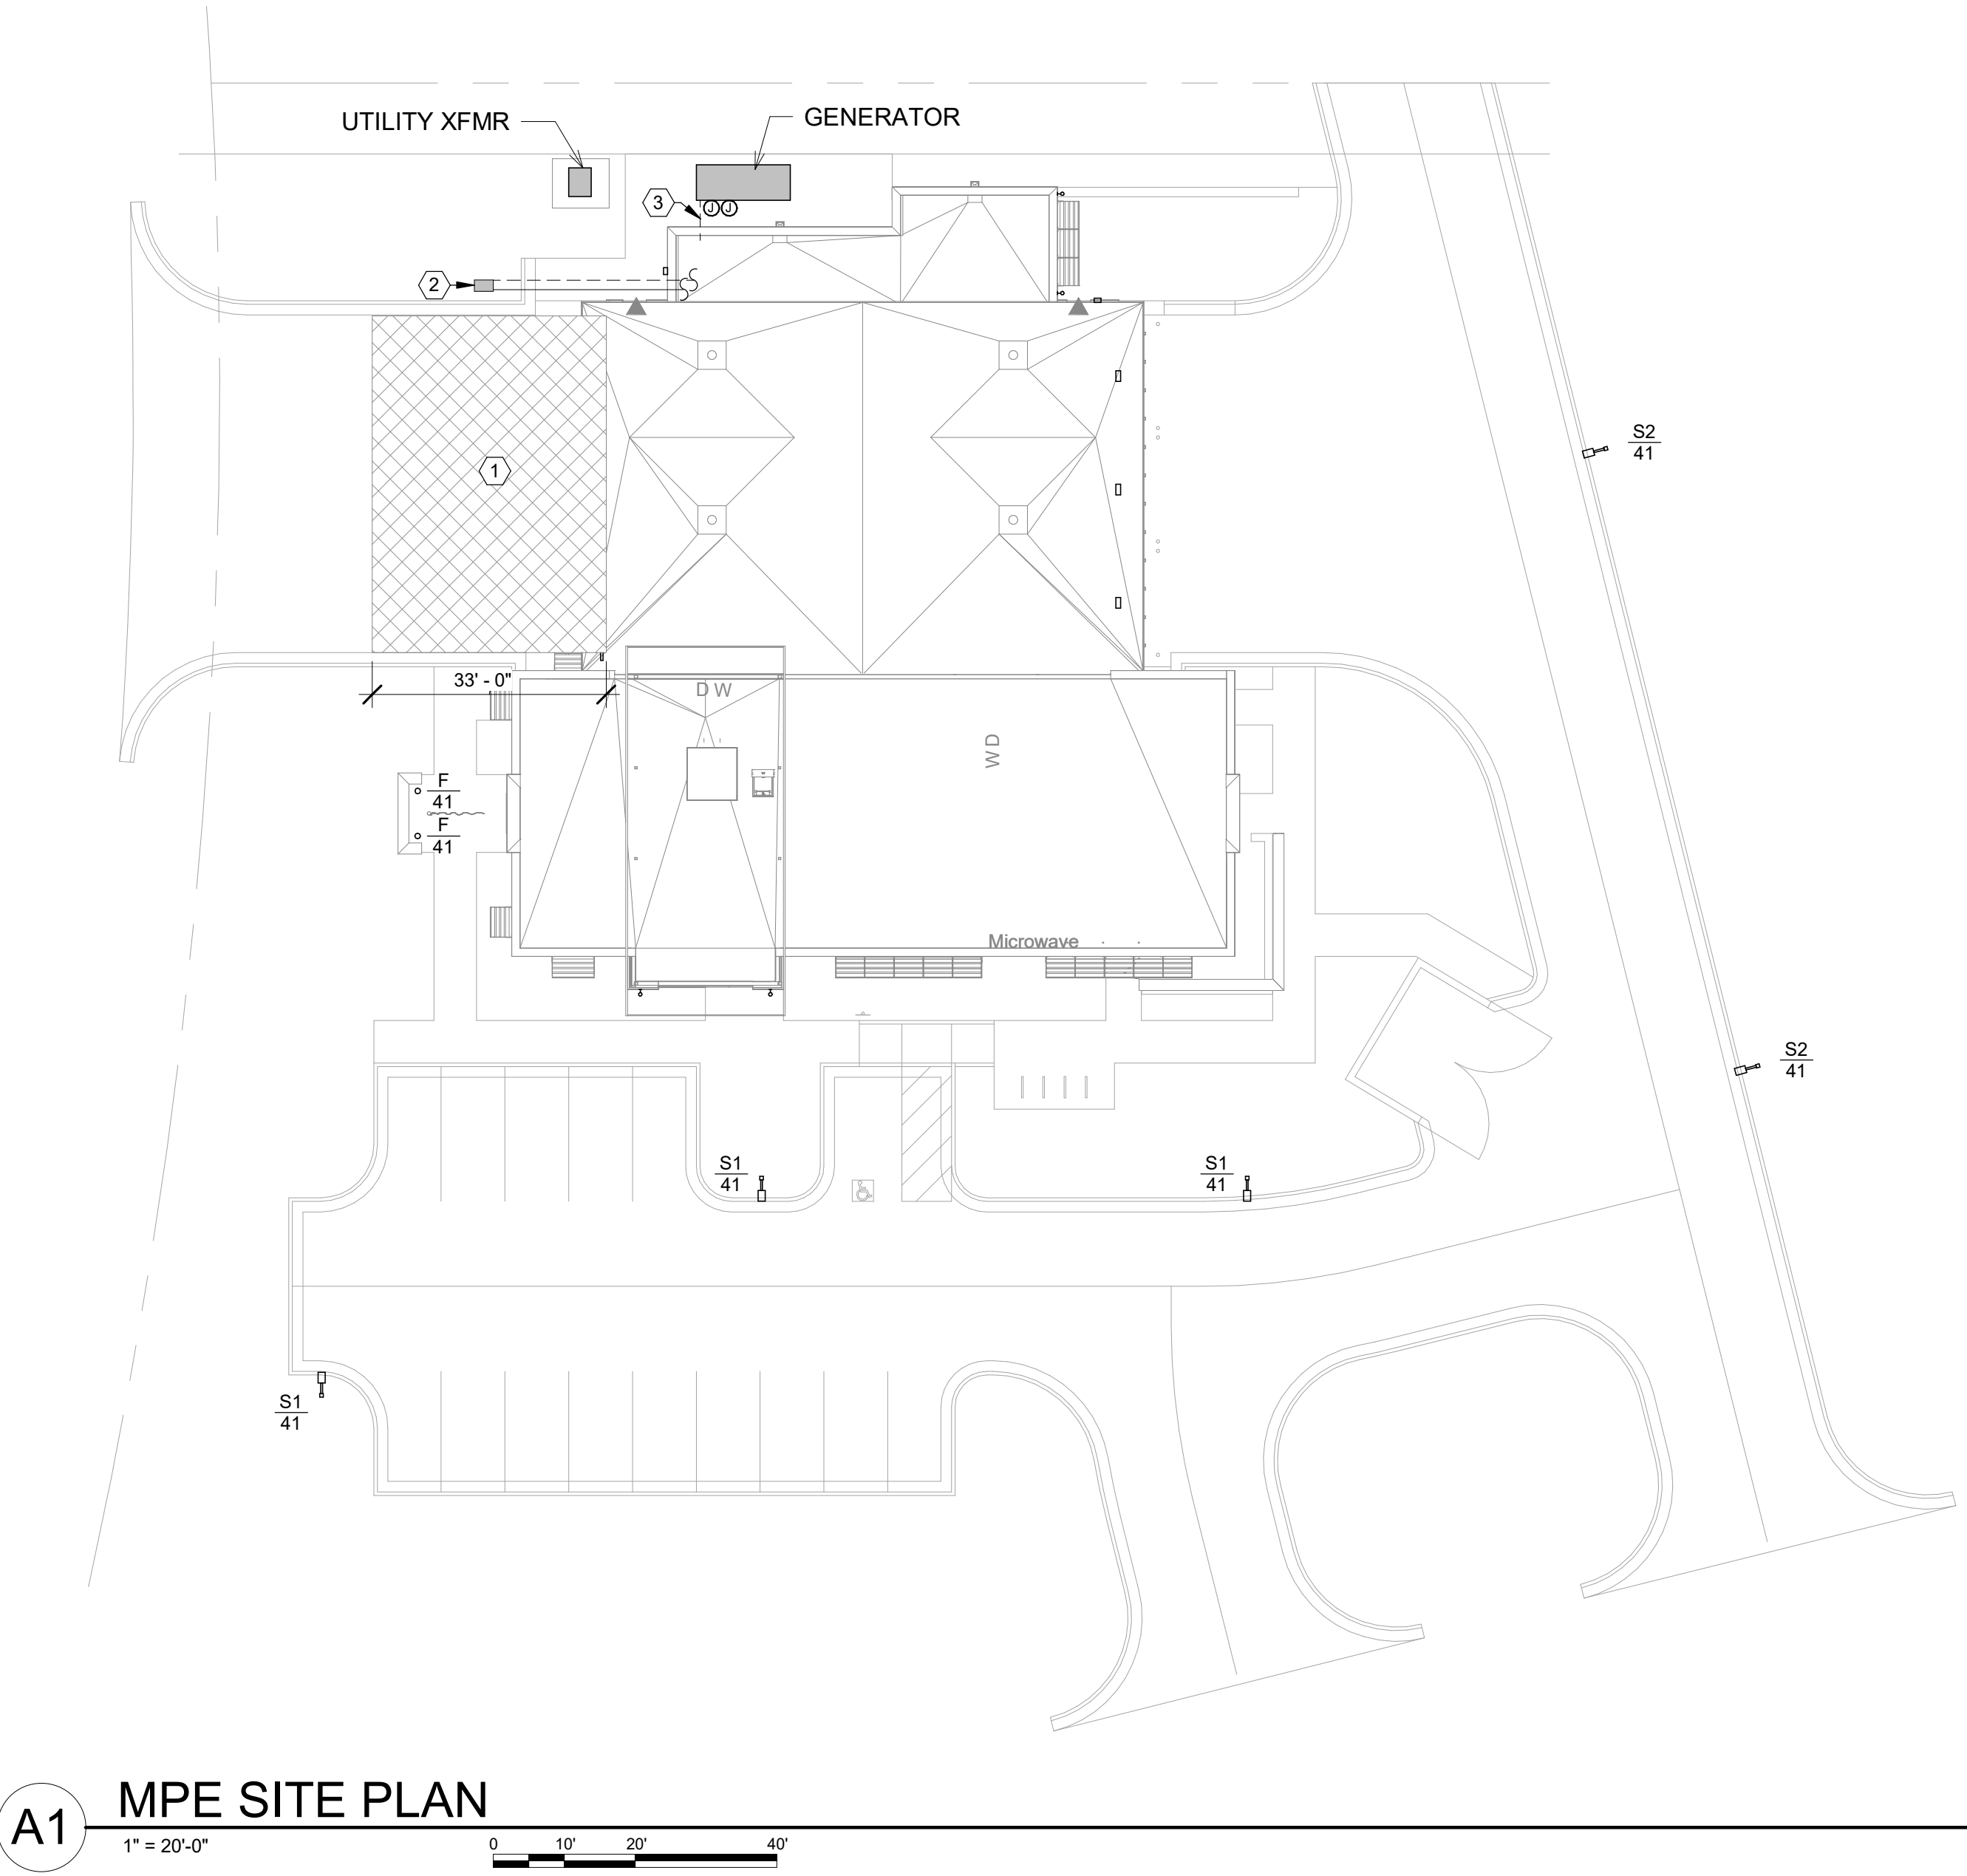 UTILITY XFMR
GENERATOR
3
J J
2
1
S2
41
33' - 0"
D W
W D
F
41
F
41
Microwave
S2
41
S1
41
S1
41
S1
41
A1
MPE SITE PLAN
1" = 20'-0"
0 10' 20' 40'